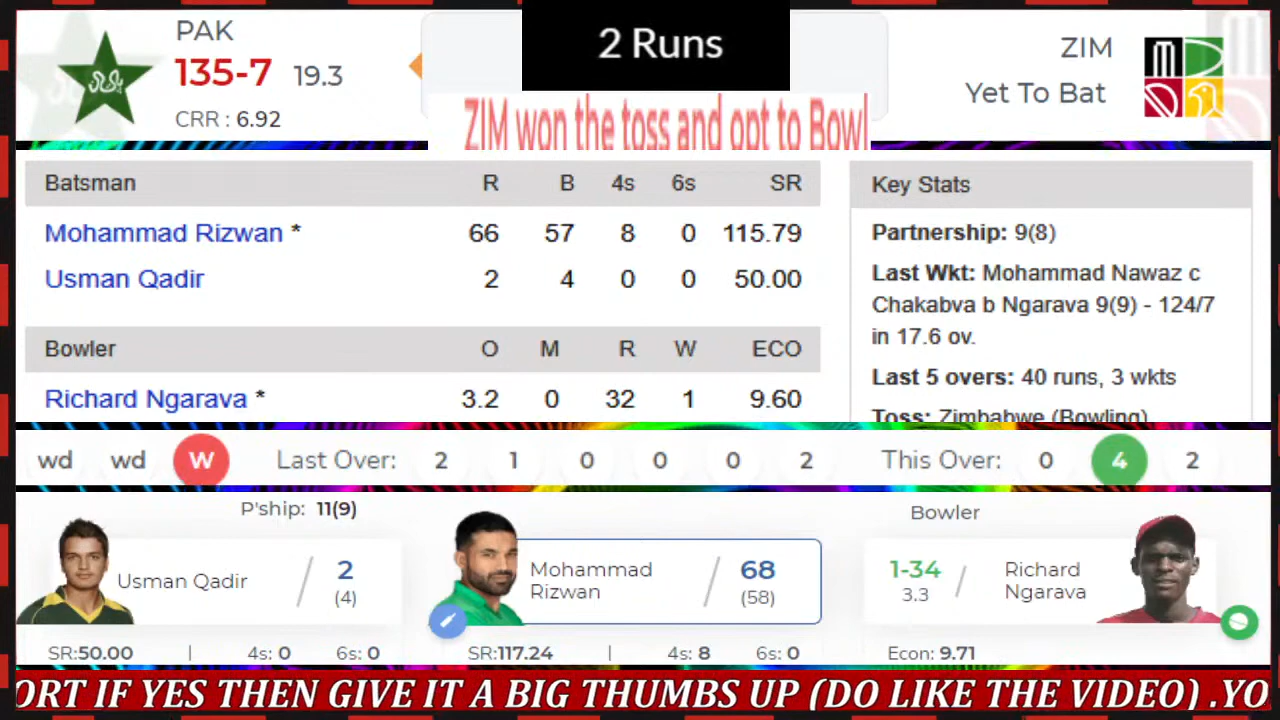 PAK
135-7 19.3
CRR : 6.92
2 Runs
ZIM won the toss and opt to Bowl
ZIM
Yet To Bat
Batsman R B 4s 6s SR
Mohammad Rizwan * 66 57 8 0 115.79
Usman Qadir 2 4 0 0 50.00
Bowler O M R W ECO
Richard Ngarava * 3.2 0 32 1 9.60
Key Stats
Partnership: 9(8)
Last Wkt: Mohammad Nawaz c
Chakabva b Ngarava 9(9) - 124/7
in 17.6 ov.
Last 5 overs: 40 runs, 3 wkts
Toss: Zimbabwe (Bowling)
wd wd W Last Over: 2 1 0 0 0 2 This Over: 0 4 2
P'ship: 11(9)
Usman Qadir 2
(4)
SR:50.00 | 4s: 0 6s: 0
Mohammad
Rizwan
68
(58)
SR:117.24 | 4s: 8 6s: 0
Bowler
1-34
3.3
Richard
Ngarava
Econ: 9.71
ORT IF YES THEN GIVE IT A BIG THUMBS UP (DO LIKE THE VIDEO) .YO